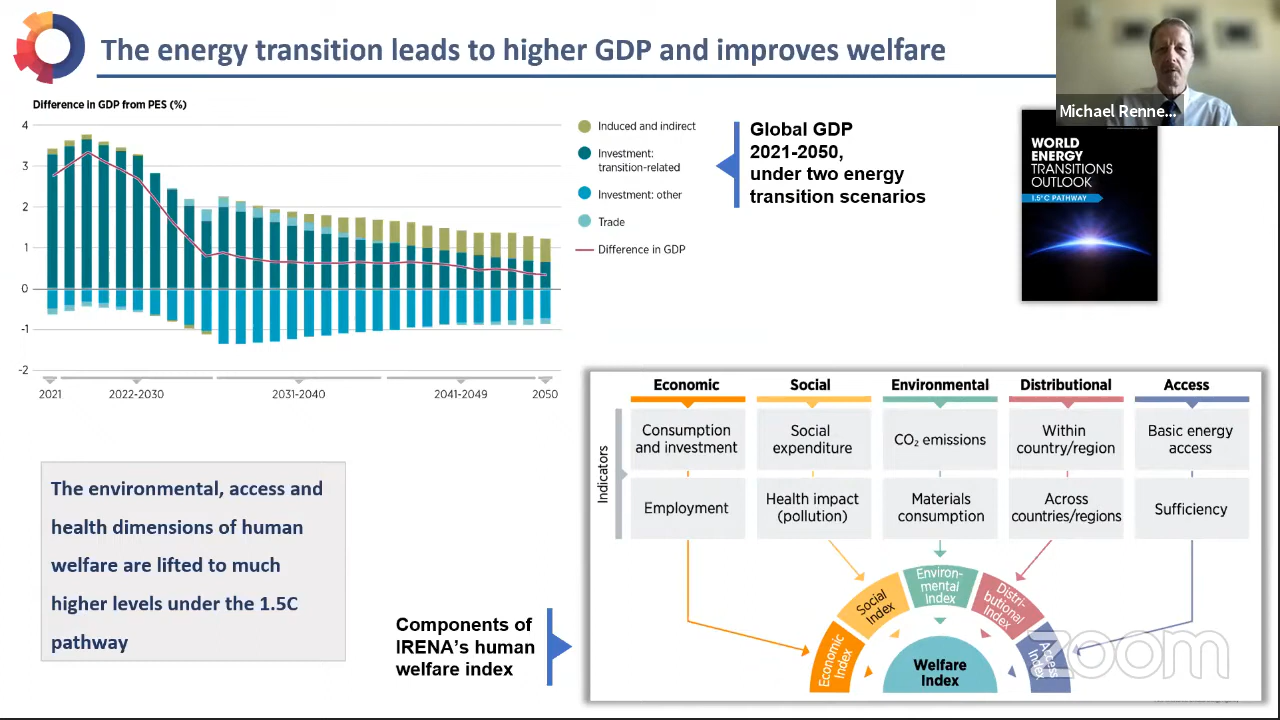 The energy transition leads to higher GDP and improves welfare
Michael Renne...
Difference in GDP from PES (%)
4
3
2
1
0
-1
-2
2021
2022-2030
2031-2040
2041-2049
2050
Induced and indirect
Investment:
transition-related
Investment: other
Trade
Difference in GDP
Global GDP
2021-2050,
under two energy
transition scenarios
WORLD
ENERGY
TRANSITIONS
OUTLOOK
1.5°C PATHWAY
The environmental, access and
health dimensions of human
welfare are lifted to much
higher levels under the 1.5C
pathway
Components of
IRENA’s human
welfare index
Economic
Social
Environmental
Distributional
Access
Indicators
Consumption
and investment
Social
expenditure
CO₂ emissions
Within
country/region
Basic energy
access
Employment
Health impact
(pollution)
Materials
consumption
Across
countries/regions
Sufficiency
Economic
Index
Social
Index
Environ-
mental
Index
Distri-
butional
Index
Access
Index
Welfare
Index
zoom